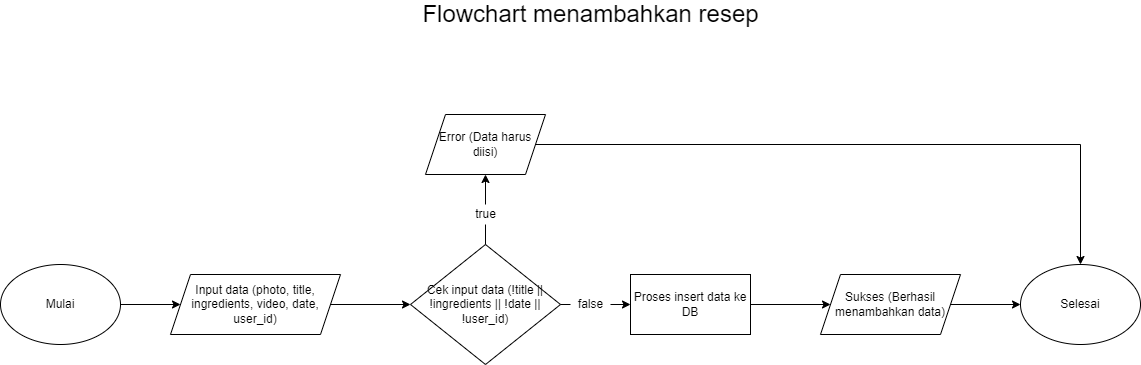 Flowchart menambahkan resep
Error (Data harus
diisi)
true
Mulai
Input data (photo, title,
ingredients, video, date,
user_id)
Cek input data (!title ||
!ingredients || !date ||
!user_id)
false
Proses insert data ke
DB
Sukses (Berhasil
menambahkan data)
Selesai